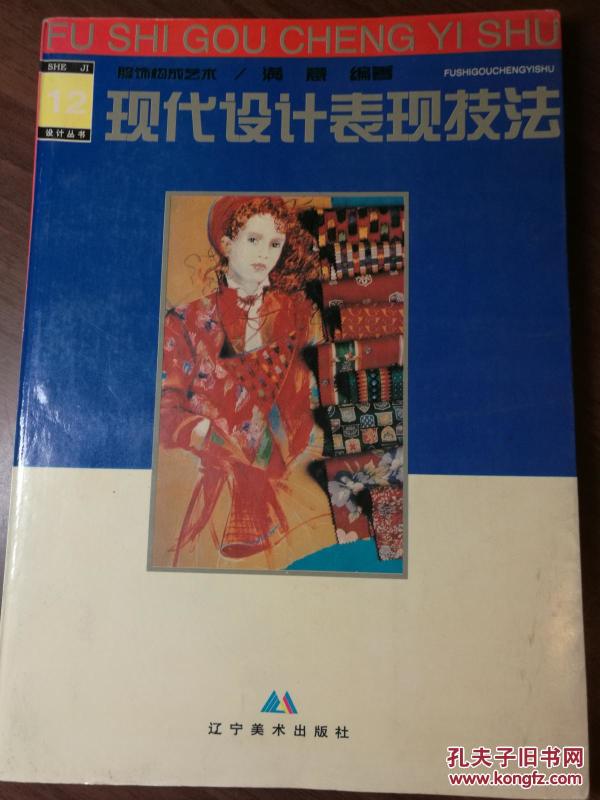 FU SHI GOU CHENG YI SHU
SHE JI
12
设计丛书
服饰构成艺术 / 满懿 编著
FUSHIGOUCHENGYISHU
现代设计表现技法
辽宁美术出版社
孔夫子旧书网
www.kongfz.com